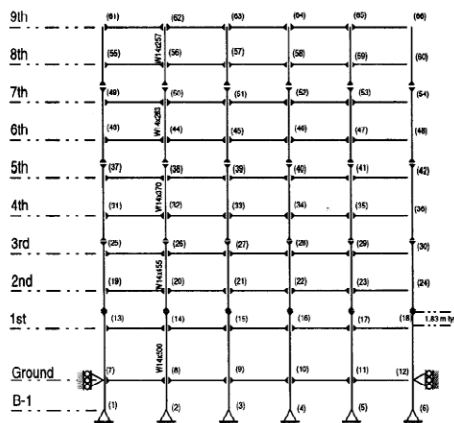 9th (61) (62) (63) (64) (65) (66)
W14x257
8th (55) (56) (57) (58) (59) (60)
7th (49) (50) (51) (52) (53) (54)
W14x283
6th (43) (44) (45) (46) (47) (48)
5th (37) (38) (39) (40) (41) (42)
W14x370
4th (31) (32) (33) (34) (35) (36)
3rd (25) (26) (27) (28) (29) (30)
W14x455
2nd (19) (20) (21) (22) (23) (24)
1st (13) (14) (15) (16) (17) (18) 1.83 m
W14x500
Ground (7) (8) (9) (10) (11) (12)
B-1 (1) (2) (3) (4) (5) (6)